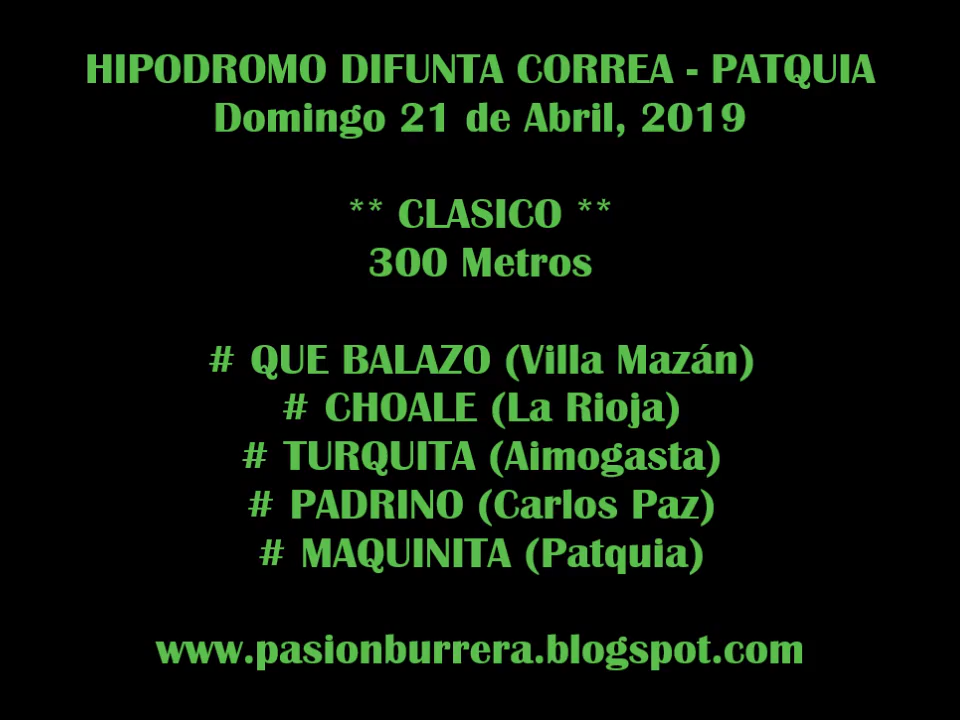 HIPODROMO DIFUNTA CORREA - PATQUIA
Domingo 21 de Abril, 2019
** CLASICO **
300 Metros
# QUE BALAZO (Villa Mazán)
# CHOALE (La Rioja)
# TURQUITA (Aimogasta)
# PADRINO (Carlos Paz)
# MAQUINITA (Patquia)
www.pasionburrera.blogspot.com